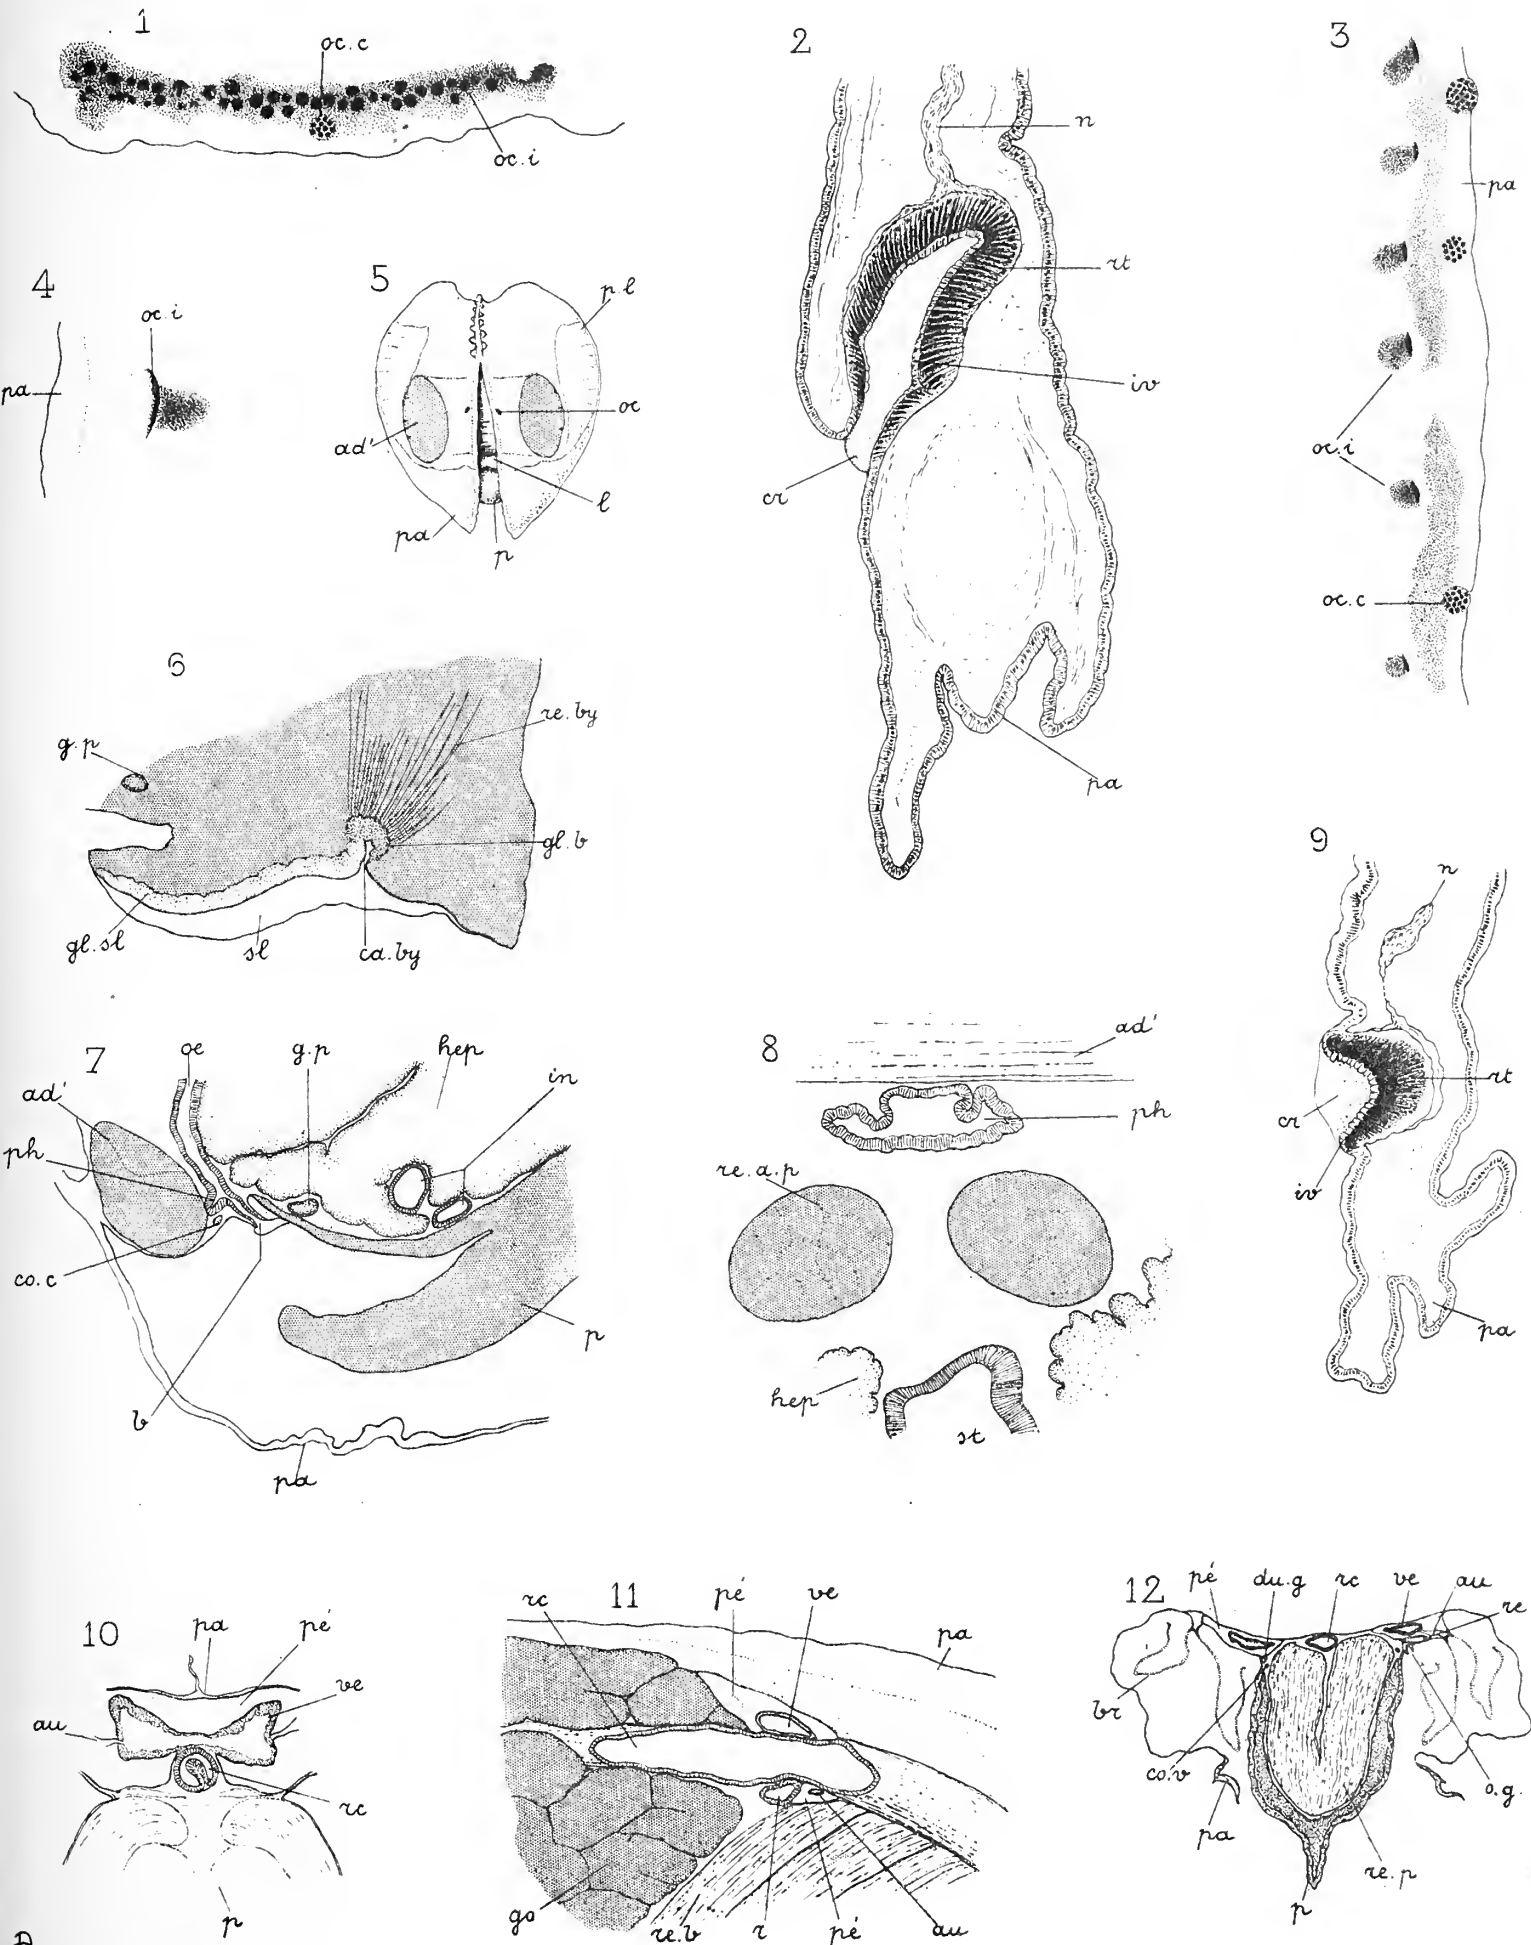 1
oc.c
oc.i
2
n
rt
iv
cr
pa
3
pa
oc.i
oc.c
4
oc.i
pa
5
p.l
oc
ad'
l
pa
p
6
g.p
re.by
gl.b
gl.sl
sl
ca.by
7
oe
g.p
hep
in
ad'
ph
co.c
b
p
pa
8
ad'
ph
re.a.p
hep
st
9
n
rt
cr
iv
pa
10
pa
pé
ve
au
rc
p
11
rc
pé
ve
pa
go
re.b
r
pé
au
12
pé
du.g
rc
ve
au
re
br
co.v
o.g.
pa
re.p
p